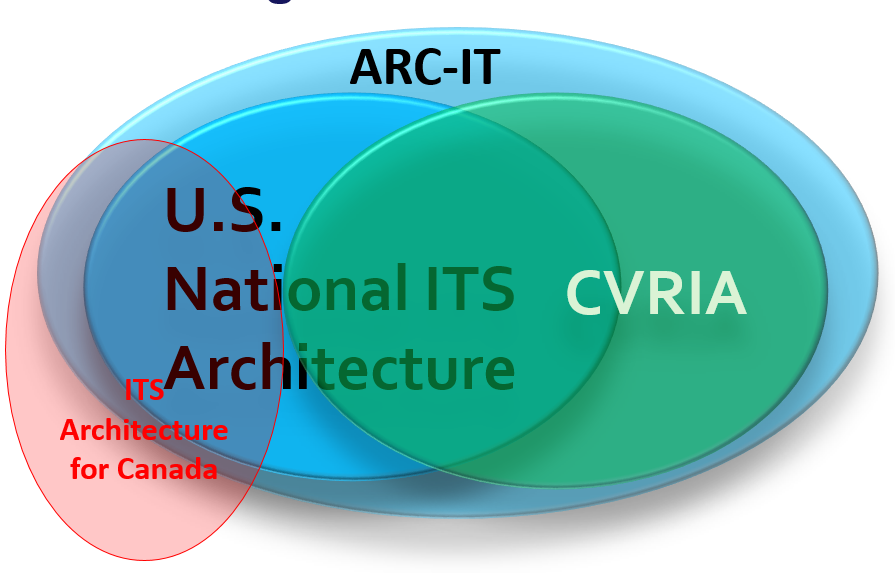 ARC-IT
U.S.
National ITS
Architecture
CVRIA
ITS
Architecture
for Canada